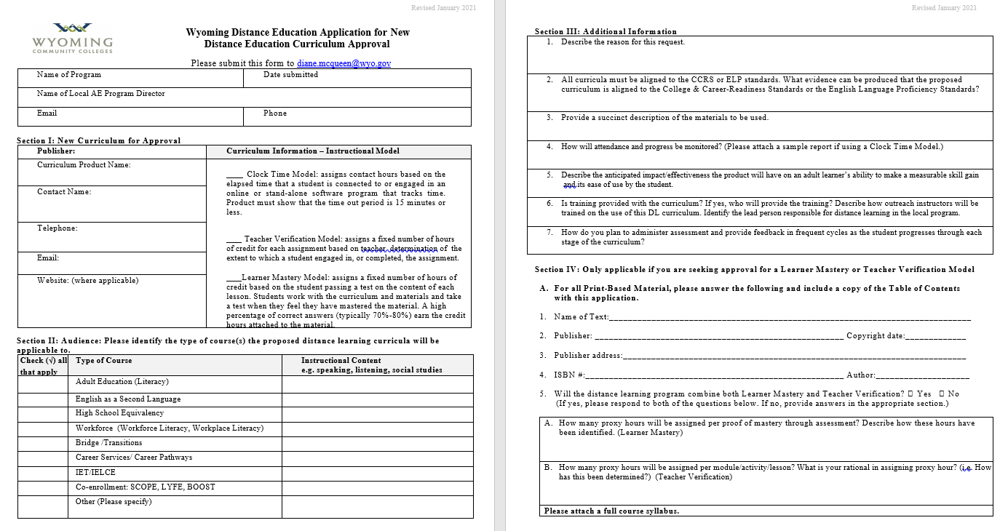 Revised January 2021
WYOMING
COMMUNITY COLLEGES
Wyoming Distance Education Application for New
Distance Education Curriculum Approval
Please submit this form to diane.mcqueen@wyo.gov
Name of Program
Date submitted
Name of Local AE Program Director
Email
Phone
Section I: New Curriculum for Approval
Publisher:
Curriculum Product Name:
Contact Name:
Telephone:
Email:
Website: (where applicable)
Curriculum Information – Instructional Model
____ Clock Time Model: assigns contact hours based on the
elapsed time that a student is connected to or engaged in an
online or stand-alone software program that tracks time.
Product must show that the time out period is 15 minutes or
less.
____ Teacher Verification Model: assigns a fixed number of hours
of credit for each assignment based on teacher determination of the
extent to which a student engaged in, or completed, the assignment.
____Learner Mastery Model: assigns a fixed number of hours of
credit based on the student passing a test on the content of each
lesson. Students work with the curriculum and materials and take
a test when they feel they have mastered the material. A high
percentage of correct answers (typically 70%-80%) earn the credit
hours attached to the material.
Section II: Audience: Please identify the type of course(s) the proposed distance learning curricula will be
applicable to.
Check (√) all
that apply
Type of Course
Instructional Content
e.g. speaking, listening, social studies
Adult Education (Literacy)
English as a Second Language
High School Equivalency
Workforce (Workforce Literacy, Workplace Literacy)
Bridge /Transitions
Career Services/ Career Pathways
IET/IELCE
Co-enrollment: SCOPE, LYFE, BOOST
Other (Please specify)
Revised January 2021
Section III: Additional Information
1. Describe the reason for this request.
2. All curricula must be aligned to the CCRS or ELP standards. What evidence can be produced that the proposed
curriculum is aligned to the College & Career-Readiness Standards or the English Language Proficiency Standards?
3. Provide a succinct description of the materials to be used.
4. How will attendance and progress be monitored? (Please attach a sample report if using a Clock Time Model.)
5. Describe the anticipated impact/effectiveness the product will have on an adult learner's ability to make a measurable skill gain
and its ease of use by the student.
6. Is training provided with the curriculum? If yes, who will provide the training? Describe how outreach instructors will be
trained on the use of this DL curriculum. Identify the lead person responsible for distance learning in the local program.
7. How do you plan to administer assessment and provide feedback in frequent cycles as the student progresses through each
stage of the curriculum?
Section IV: Only applicable if you are seeking approval for a Learner Mastery or Teacher Verification Model
A. For all Print-Based Material, please answer the following and include a copy of the Table of Contents
with this application.
1. Name of Text:____________________
2. Publisher: ____________________ Copyright date:_____________
3. Publisher address:____________________
4. ISBN #:____________________ Author:____________________
5. Will the distance learning program combine both Learner Mastery and Teacher Verification? ☐ Yes ☐ No
(If yes, please respond to both of the questions below. If no, provide answers in the appropriate section.)
A. How many proxy hours will be assigned per proof of mastery through assessment? Describe how these hours have
been identified. (Learner Mastery)
B. How many proxy hours will be assigned per module/activity/lesson? What is your rational in assigning proxy hour? (i.e. How
has this been determined?) (Teacher Verification)
Please attach a full course syllabus.